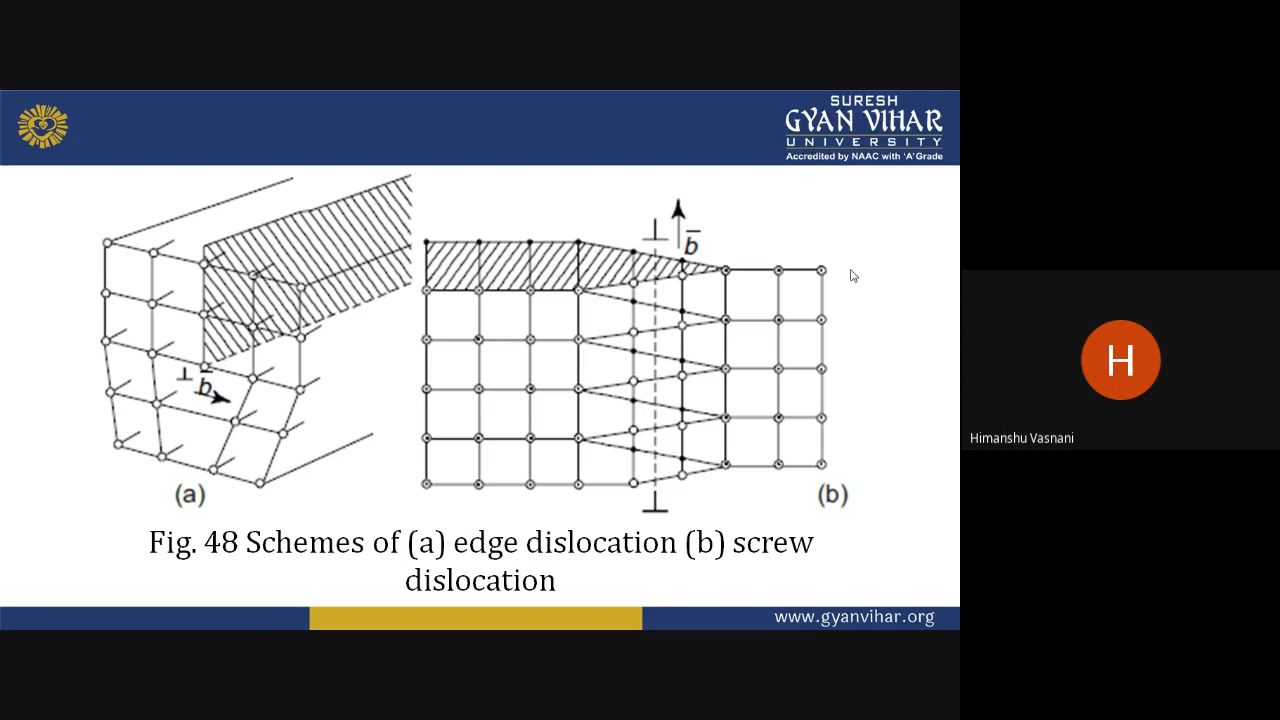 SURESH
GYAN VIHAR
UNIVERSITY
Accredited by NAAC with 'A' Grade
b
b
(a)
(b)
Fig. 48 Schemes of (a) edge dislocation (b) screw
dislocation
www.gyanvihar.org
H
Himanshu Vasnani